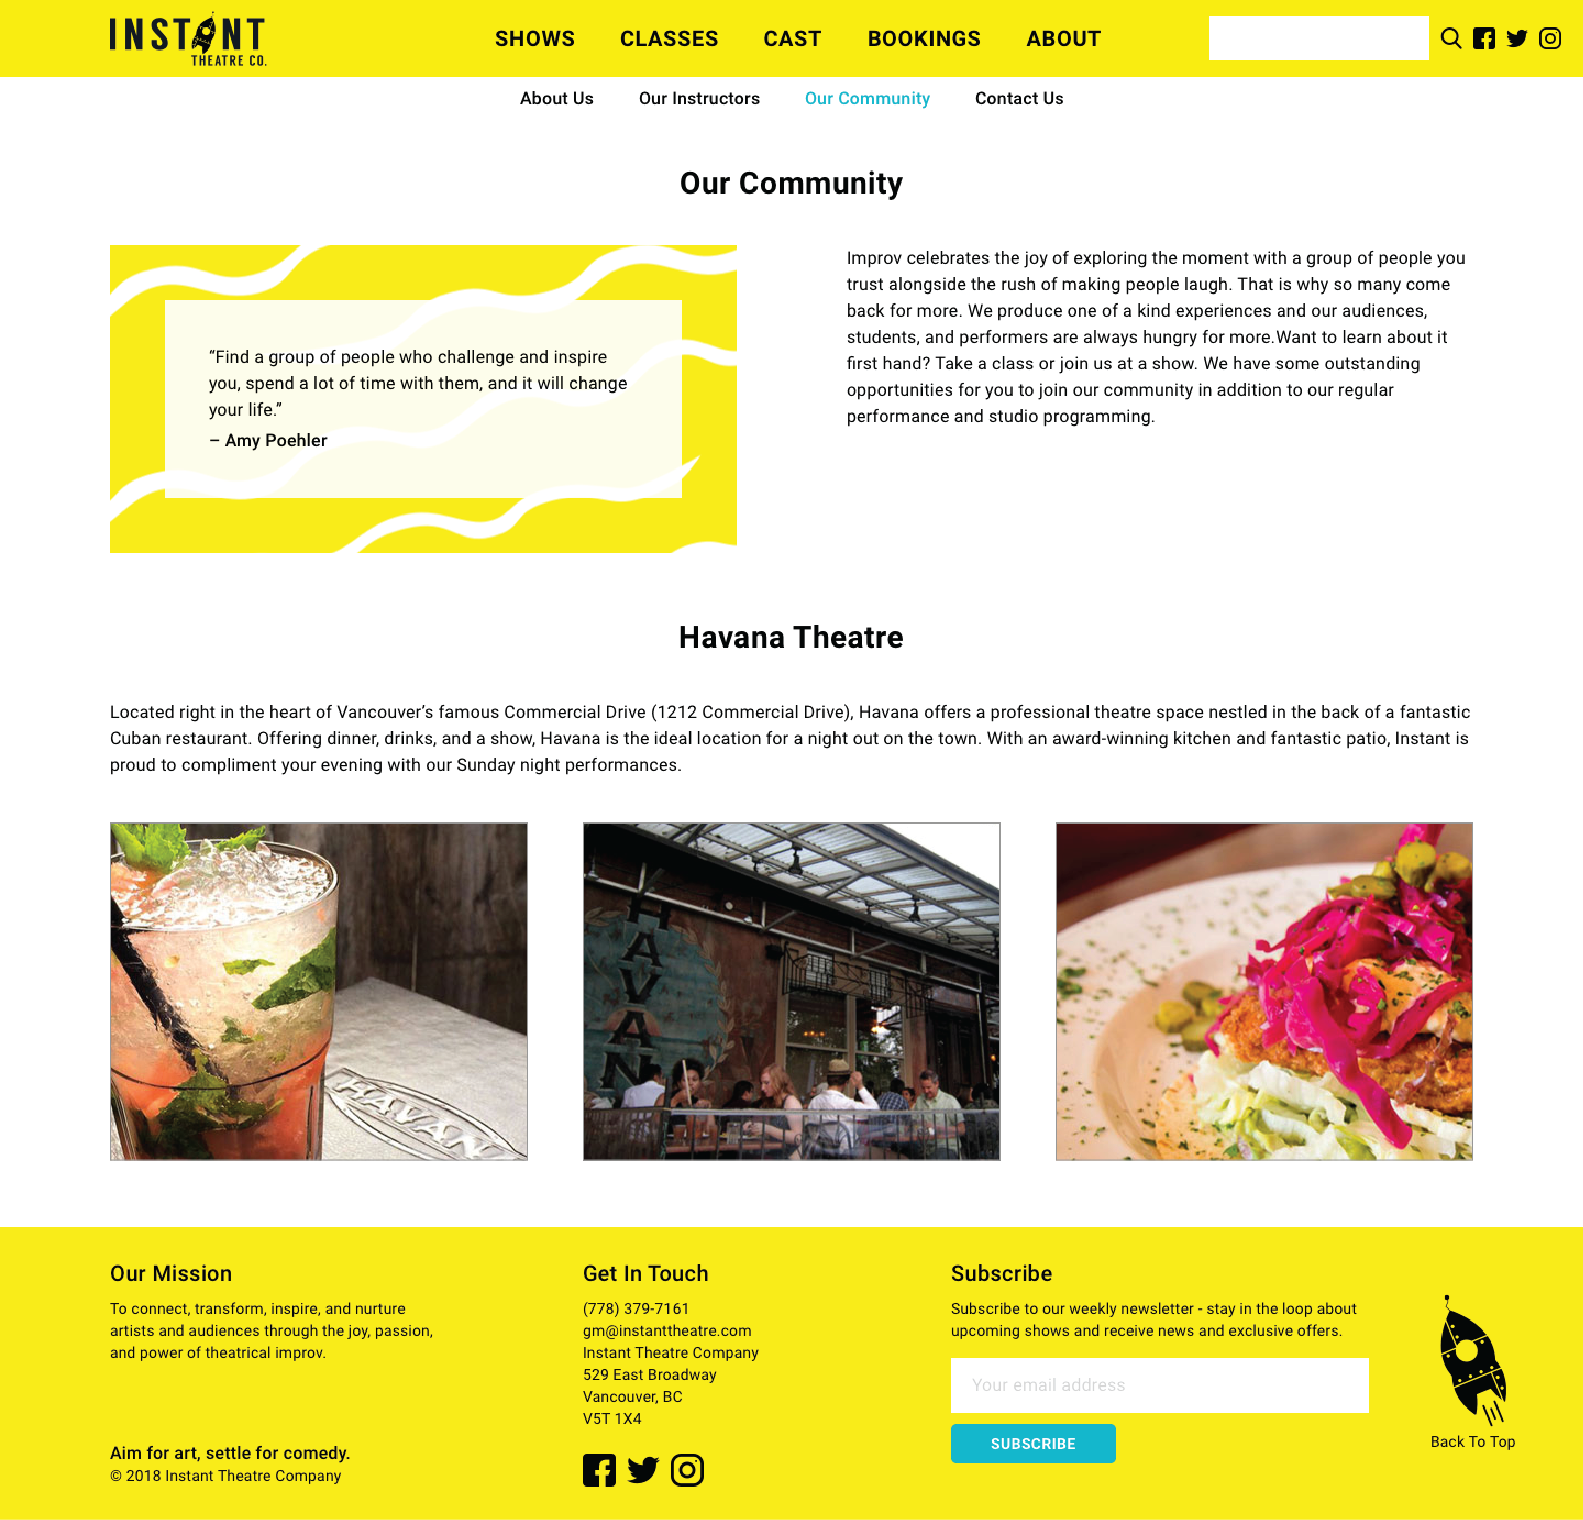 INSTANT
THEATRE CO.
SHOWS CLASSES CAST BOOKINGS ABOUT
About Us Our Instructors Our Community Contact Us
Our Community
“Find a group of people who challenge and inspire
you, spend a lot of time with them, and it will change
your life.”
– Amy Poehler
Improv celebrates the joy of exploring the moment with a group of people you
trust alongside the rush of making people laugh. That is why so many come
back for more. We produce one of a kind experiences and our audiences,
students, and performers are always hungry for more.Want to learn about it
first hand? Take a class or join us at a show. We have some outstanding
opportunities for you to join our community in addition to our regular
performance and studio programming.
Havana Theatre
Located right in the heart of Vancouver’s famous Commercial Drive (1212 Commercial Drive), Havana offers a professional theatre space nestled in the back of a fantastic
Cuban restaurant. Offering dinner, drinks, and a show, Havana is the ideal location for a night out on the town. With an award-winning kitchen and fantastic patio, Instant is
proud to compliment your evening with our Sunday night performances.
HAVAN
HAVAN
Our Mission
To connect, transform, inspire, and nurture
artists and audiences through the joy, passion,
and power of theatrical improv.
Aim for art, settle for comedy.
© 2018 Instant Theatre Company
Get In Touch
(778) 379-7161
gm@instanttheatre.com
Instant Theatre Company
529 East Broadway
Vancouver, BC
V5T 1X4
Subscribe
Subscribe to our weekly newsletter - stay in the loop about
upcoming shows and receive news and exclusive offers.
Your email address
SUBSCRIBE
Back To Top